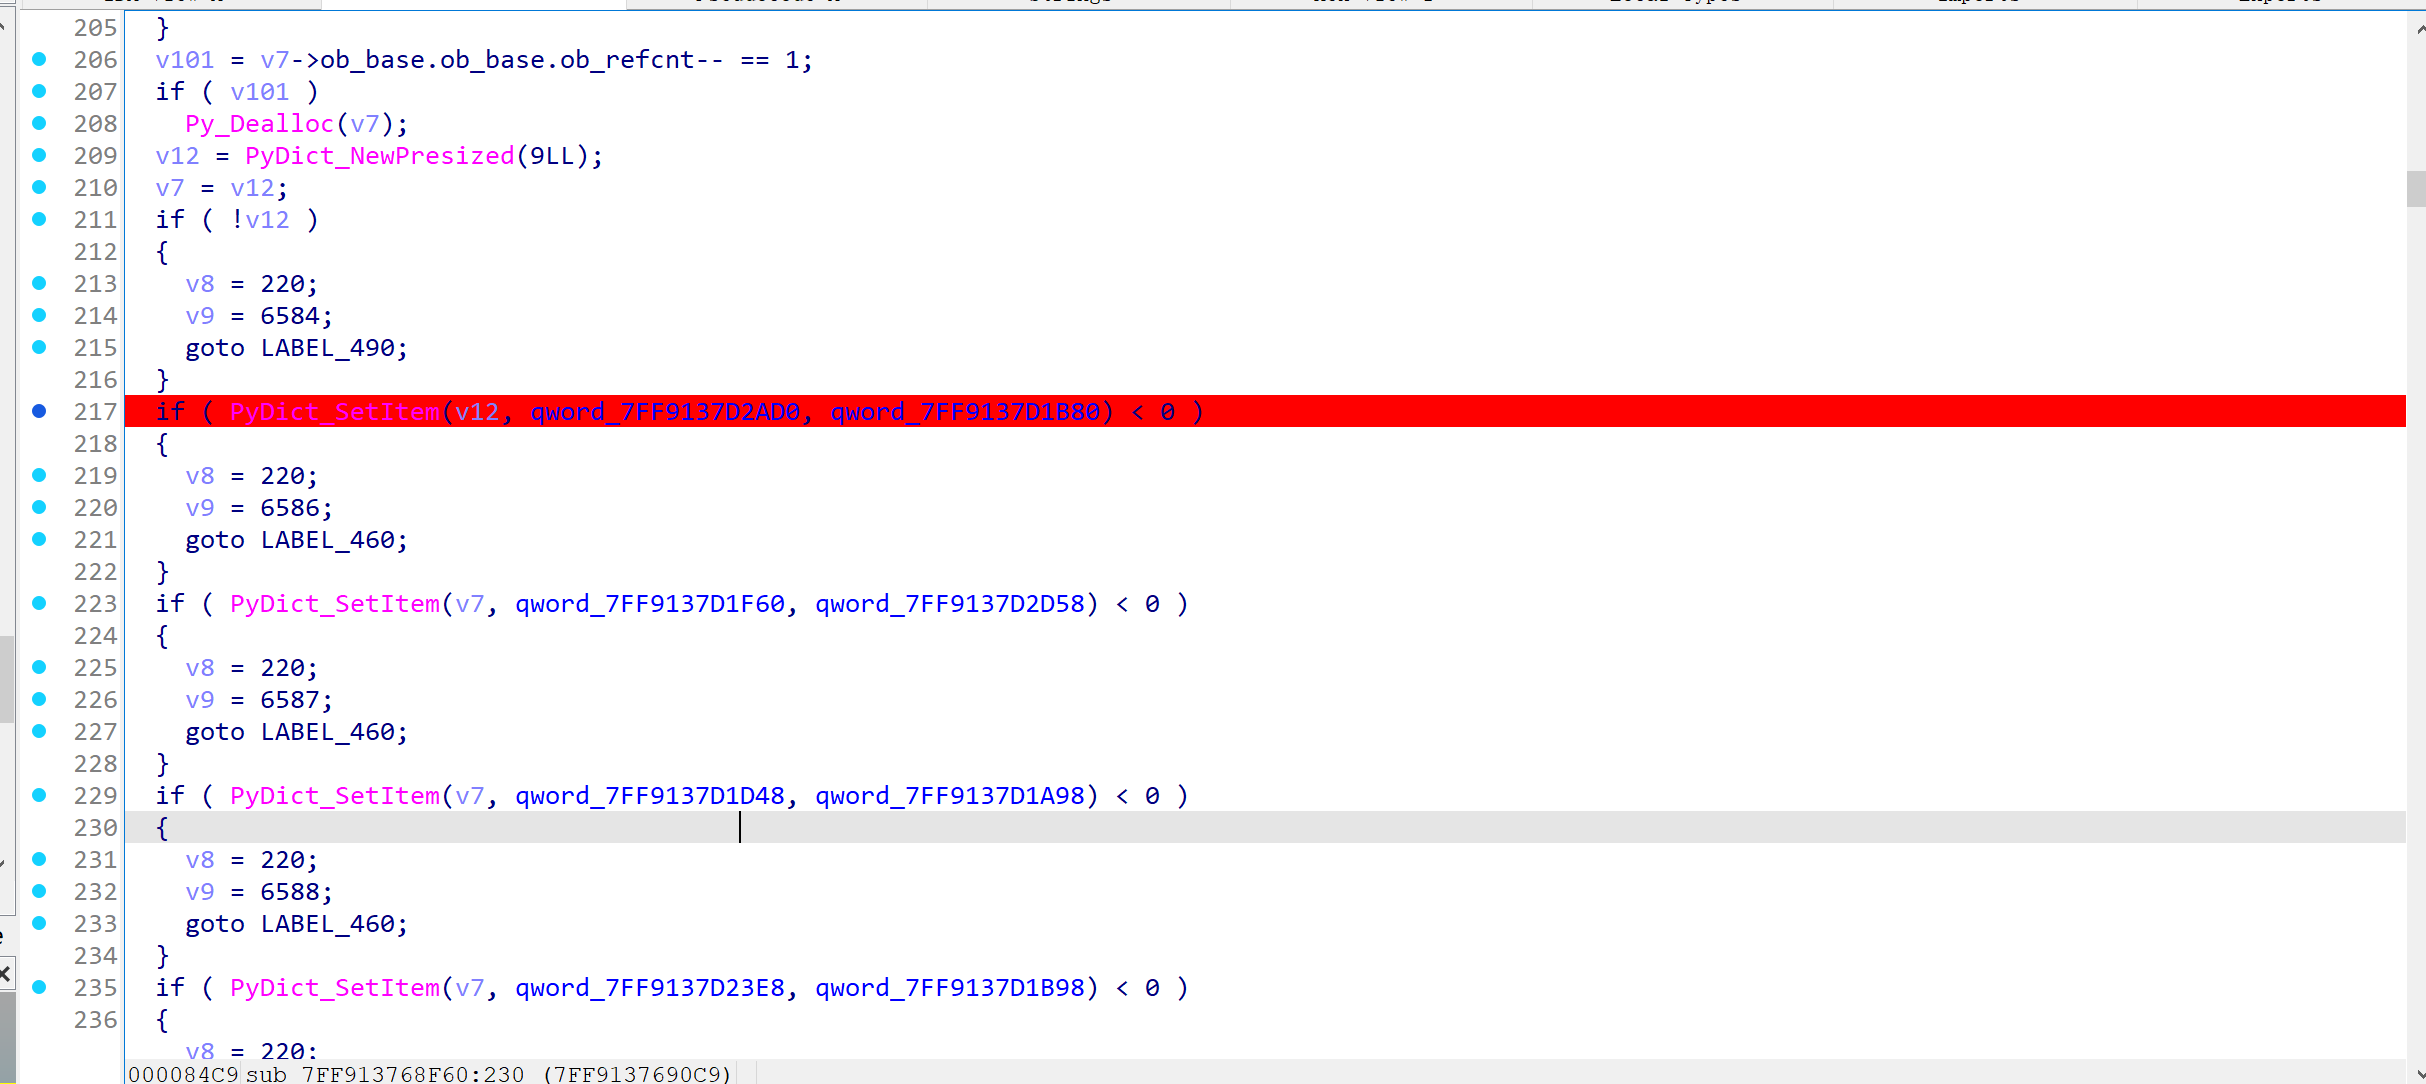 205 }
206 v101 = v7->ob_base.ob_base.ob_refcnt-- == 1;
207 if ( v101 )
208 Py_Dealloc(v7);
209 v12 = PyDict_NewPresized(9LL);
210 v7 = v12;
211 if ( !v12 )
212 {
213 v8 = 220;
214 v9 = 6584;
215 goto LABEL_490;
216 }
217 if ( PyDict_SetItem(v12, qword_7FF9137D2AD0, qword_7FF9137D1B80) < 0 )
218 {
219 v8 = 220;
220 v9 = 6586;
221 goto LABEL_460;
222 }
223 if ( PyDict_SetItem(v7, qword_7FF9137D1F60, qword_7FF9137D2D58) < 0 )
224 {
225 v8 = 220;
226 v9 = 6587;
227 goto LABEL_460;
228 }
229 if ( PyDict_SetItem(v7, qword_7FF9137D1D48, qword_7FF9137D1A98) < 0 )
230 {
231 v8 = 220;
232 v9 = 6588;
233 goto LABEL_460;
234 }
235 if ( PyDict_SetItem(v7, qword_7FF9137D23E8, qword_7FF9137D1B98) < 0 )
236 {
v8 = 220;
000084C9 sub_7FF913768F60:230 (7FF9137690C9)